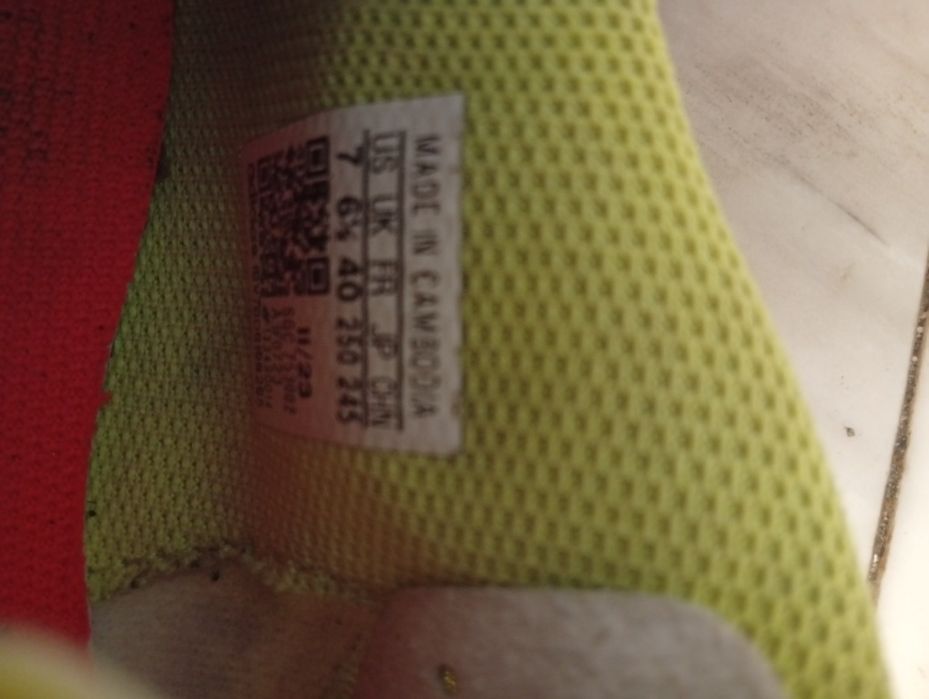 MADE IN CAMBODIA
US UK FR JP CHN
7 6½ 40 250 245
11/23